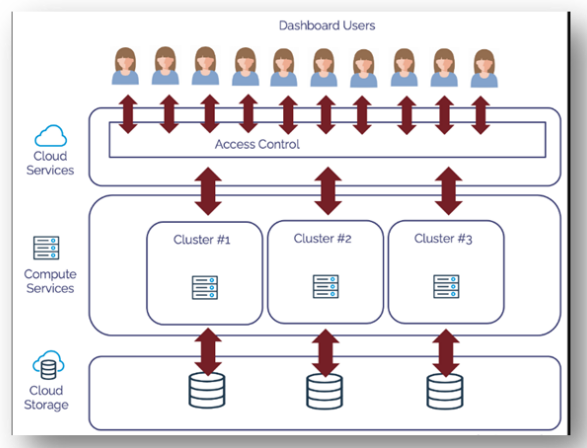 Dashboard Users
Access Control
Cloud
Services
Cluster #1
Cluster #2
Cluster #3
Compute
Services
Cloud
Storage